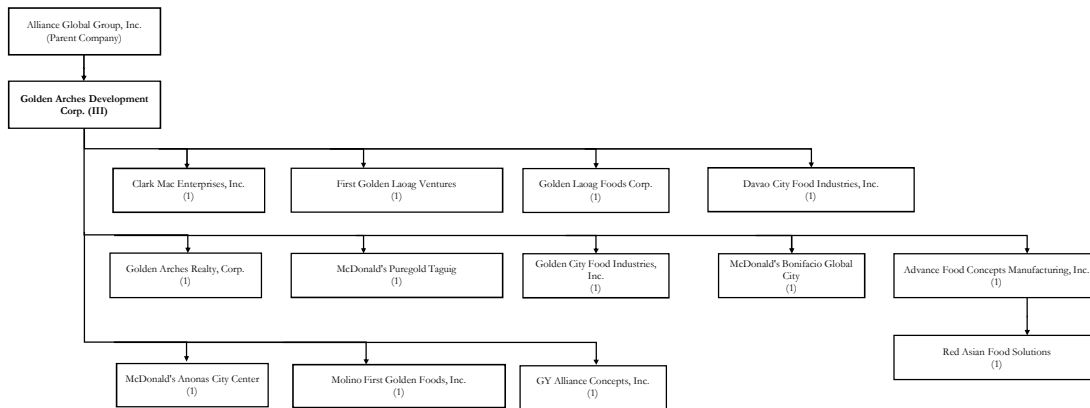 Alliance Global Group, Inc.
(Parent Company)
Golden Arches Development
Corp. (III)
Clark Mac Enterprises, Inc.
(1)
First Golden Laoag Ventures
(1)
Golden Laoag Foods Corp.
(1)
Davao City Food Industries, Inc.
(1)
Golden Arches Realty, Corp.
(1)
McDonald's Puregold Taguig
(1)
Golden City Food Industries,
Inc.
(1)
McDonald's Bonifacio Global
City
(1)
Advance Food Concepts Manufacturing, Inc.
(1)
Red Asian Food Solutions
(1)
McDonald's Anonas City Center
(1)
Molino First Golden Foods, Inc.
(1)
GY Alliance Concepts, Inc.
(1)